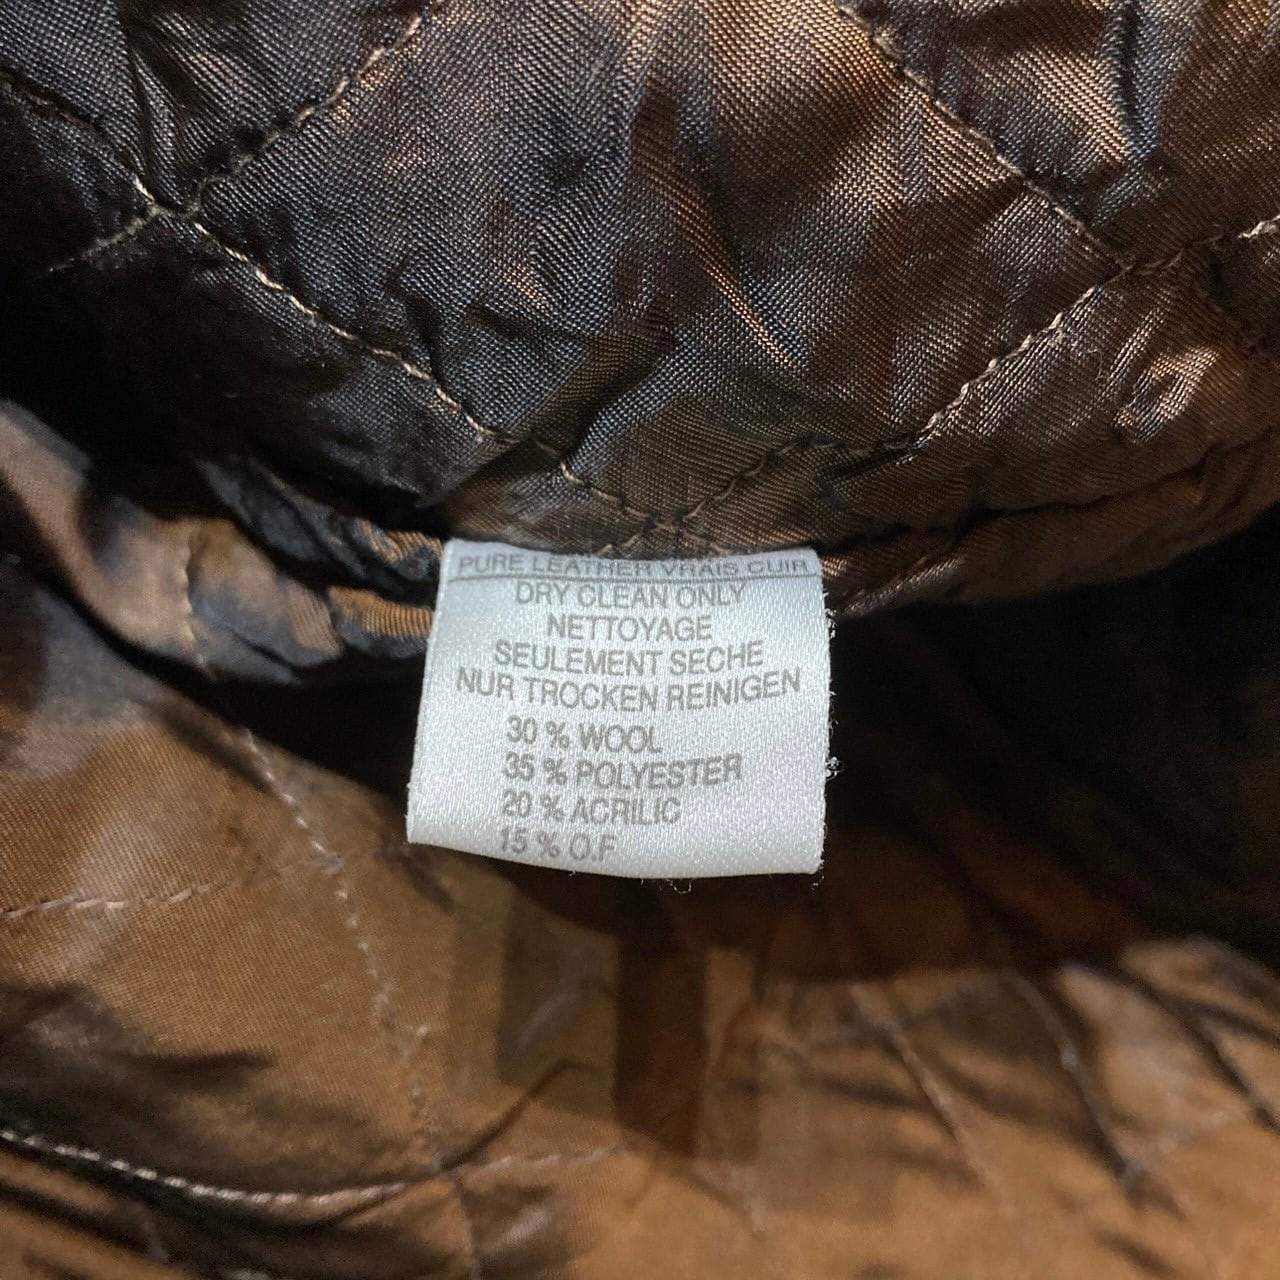 PURE LEATHER VRAIS CUIR
DRY CLEAN ONLY
NETTOYAGE
SEULEMENT SECHE
NUR TROCKEN REINIGEN
30 % WOOL
35 % POLYESTER
20 % ACRILIC
15 % O.F